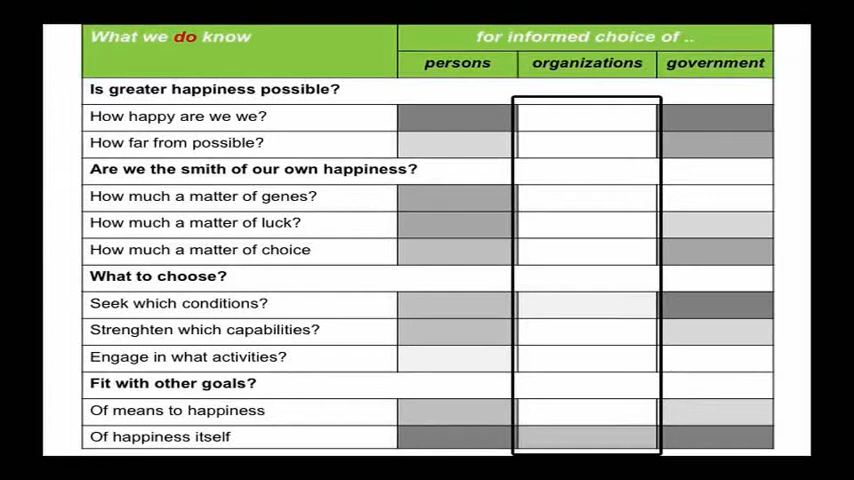 What we do know
for informed choice of ..
persons organizations government
Is greater happiness possible?
How happy are we we?
How far from possible?
Are we the smith of our own happiness?
How much a matter of genes?
How much a matter of luck?
How much a matter of choice
What to choose?
Seek which conditions?
Strenghten which capabilities?
Engage in what activities?
Fit with other goals?
Of means to happiness
Of happiness itself